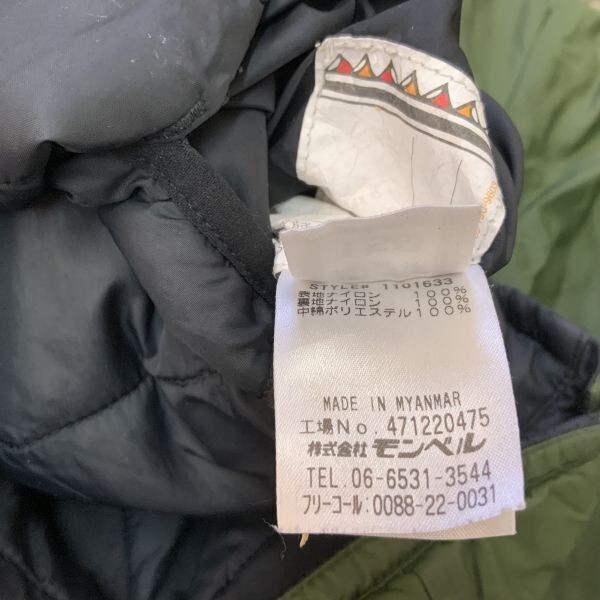 STYLE# 1101633
表地ナイロン 100%
裏地ナイロン 100%
中綿ポリエステル 100%
MADE IN MYANMAR
工場No. 471220475
株式会社 モンベル
TEL. 06-6531-3544
フリーコール: 0088-22-0031